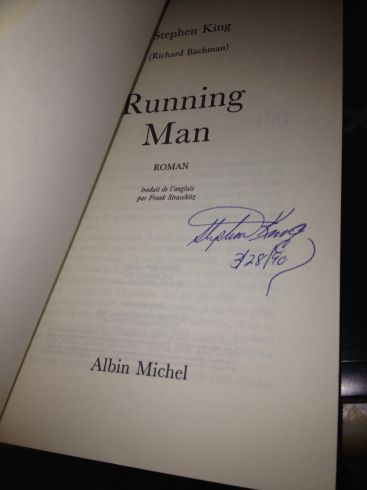 Stephen King
(Richard Bachman)
Running
Man
ROMAN
traduit de l'anglais
par Frank Straschitz
Stephen King
3/28/90
Albin Michel